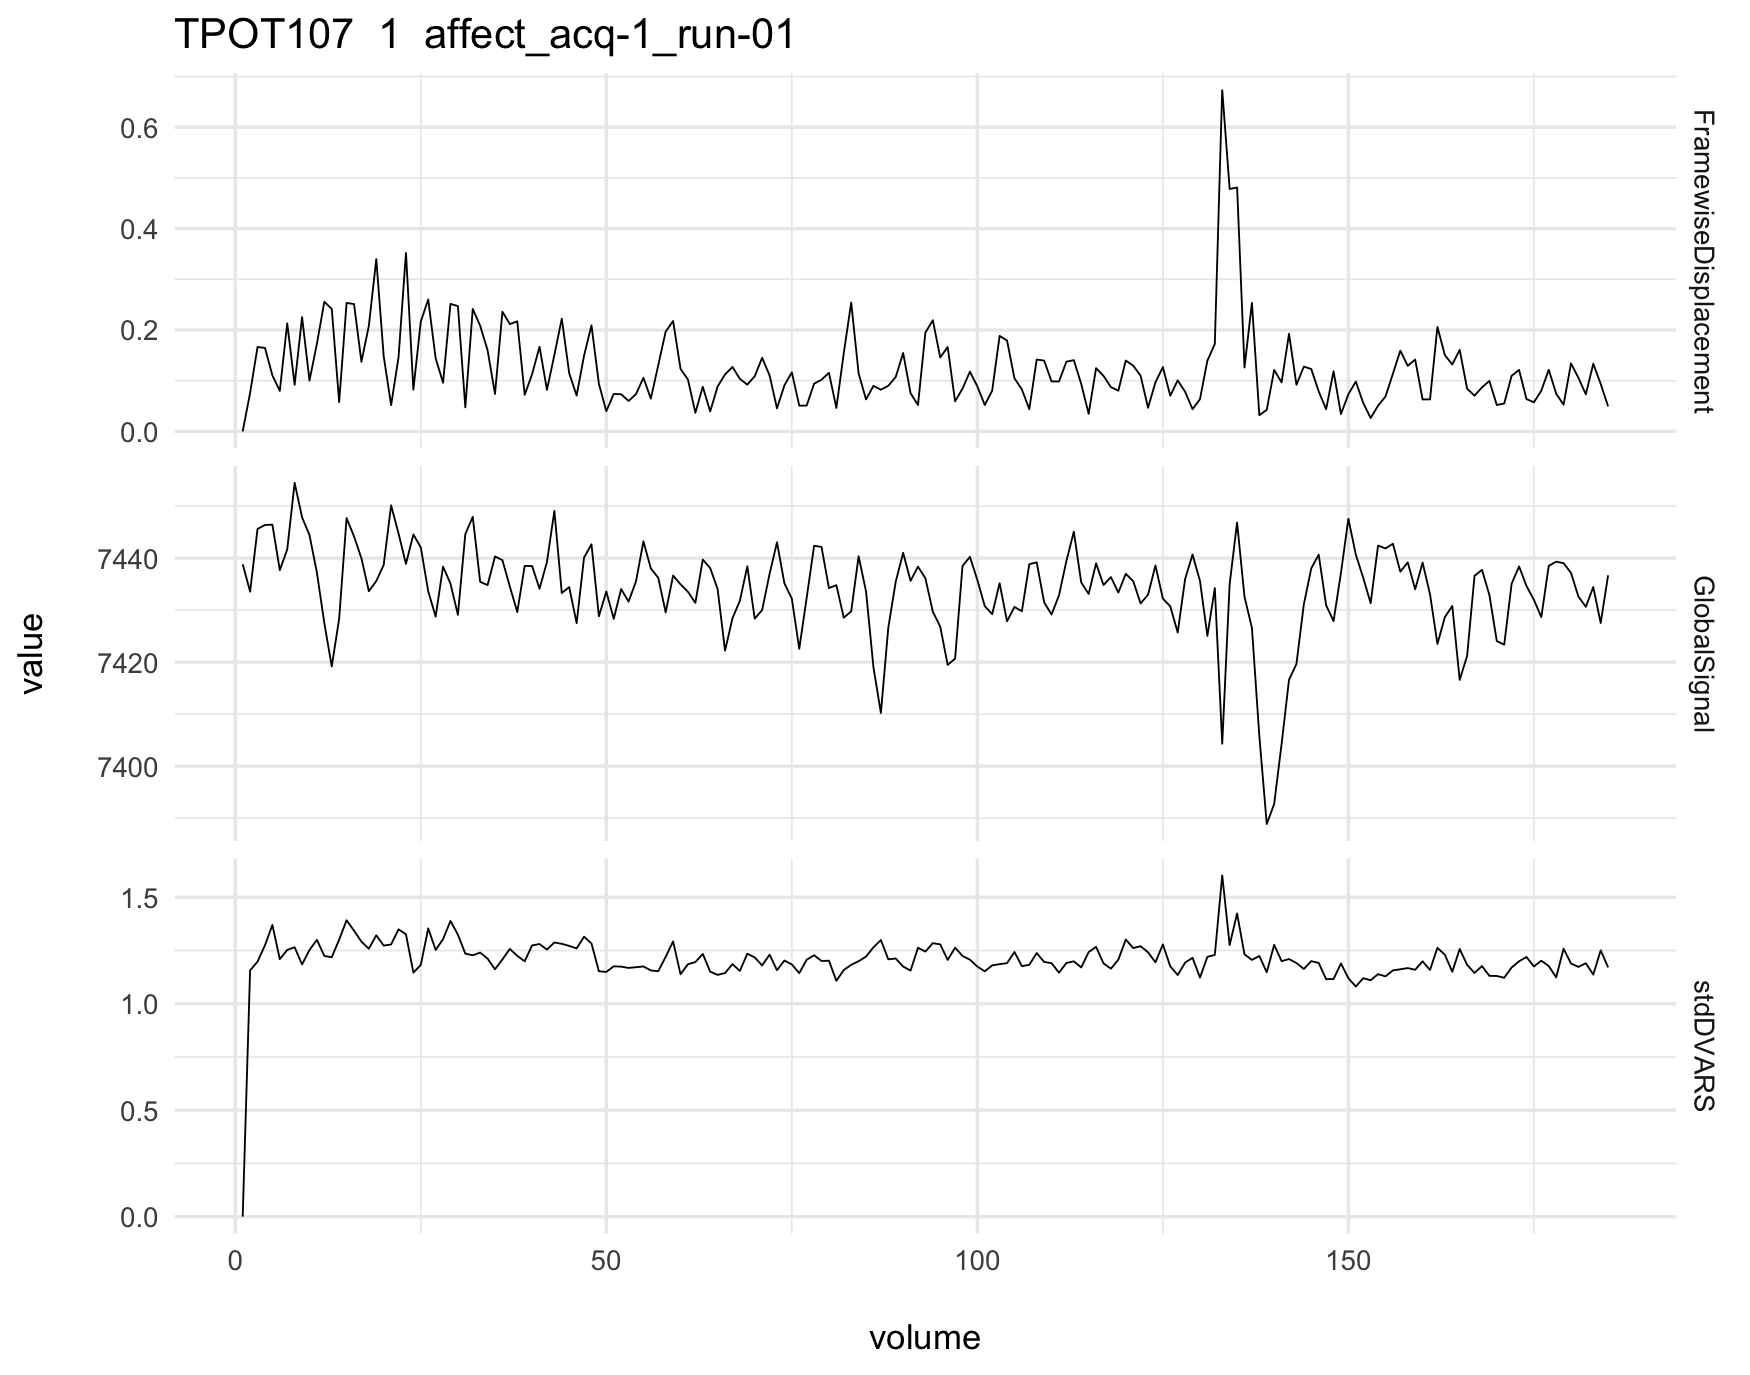 TPOT107 1 affect_acq-1_run-01
value
0.6
0.4
0.2
0.0
FramewiseDisplacement
7440
7420
7400
GlobalSignal
1.5
1.0
0.5
0.0
stdDVARS
0 50 100 150
volume